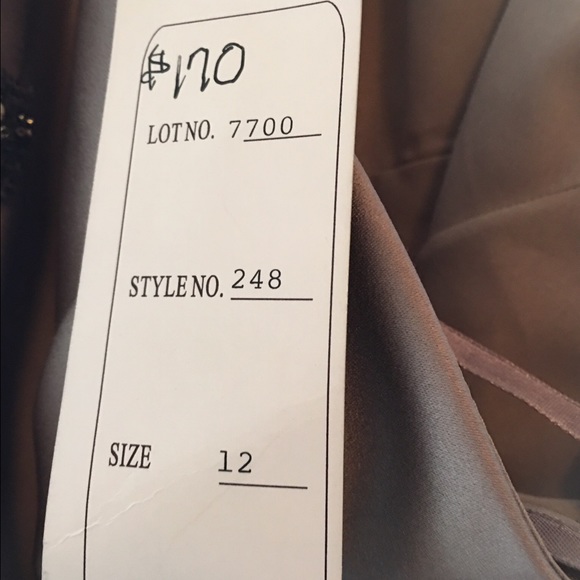 $170
LOT NO. 7700
STYLE NO. 248
SIZE 12